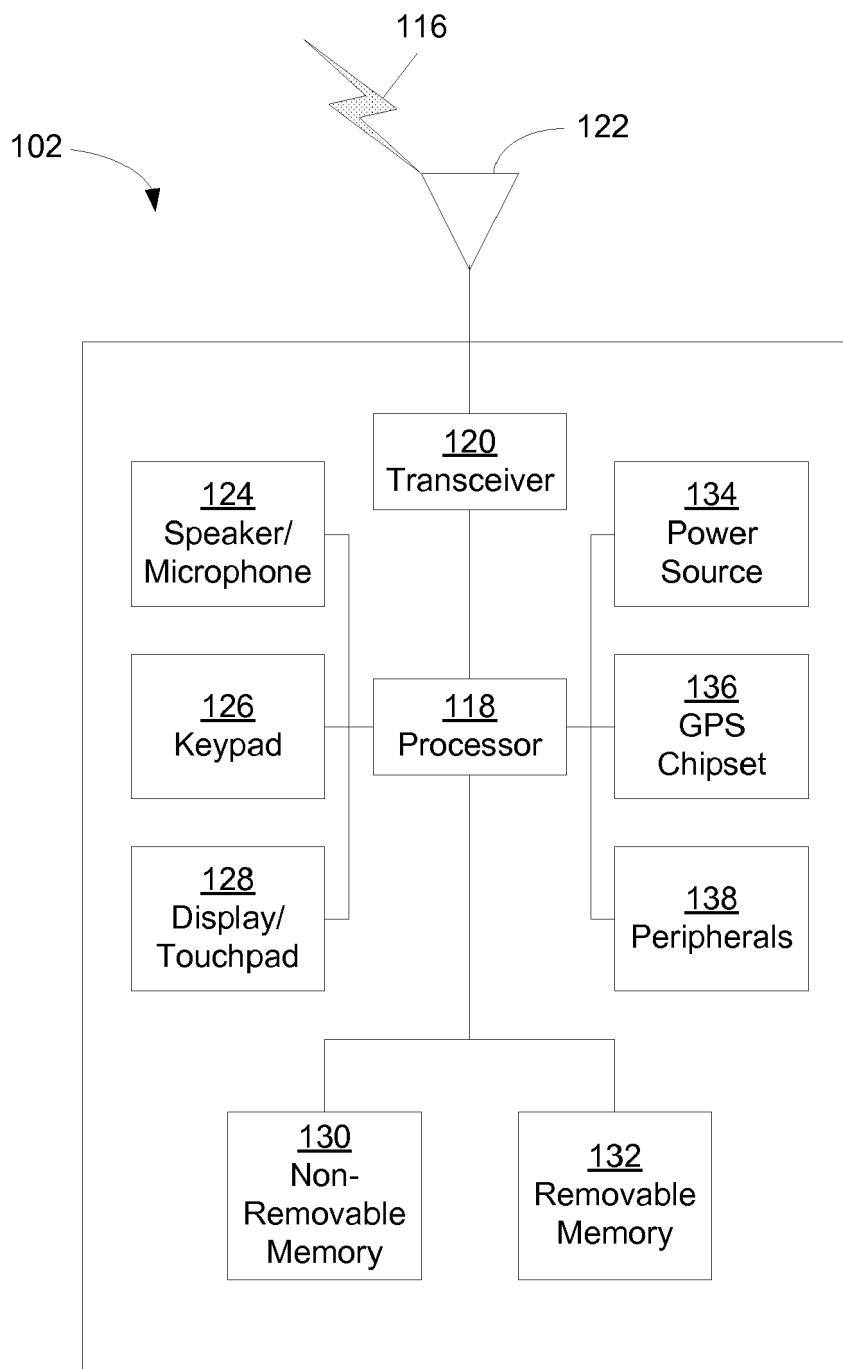 116
122
102
120
Transceiver
124
Speaker/
Microphone
134
Power
Source
126
Keypad
118
Processor
136
GPS
Chipset
128
Display/
Touchpad
138
Peripherals
130
Non-
Removable
Memory
132
Removable
Memory